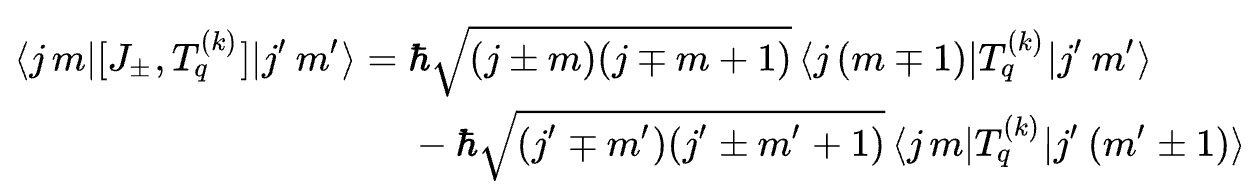 ⟨j m|[J_±, T_q^{(k)}]|j′ m′⟩ = ħ√((j ± m)(j ∓ m + 1)) ⟨j (m ∓ 1)|T_q^{(k)}|j′ m′⟩
− ħ√((j′ ∓ m′)(j′ ± m′ + 1)) ⟨j m|T_q^{(k)}|j′ (m′ ± 1)⟩